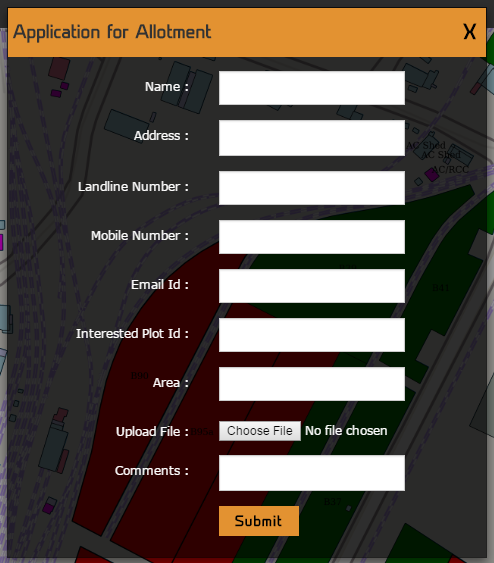 Application for Allotment X
Name :
Address :
AC Shed
AC Shed
Landline Number :
AC/RCC
Mobile Number :
Email Id :
Interested Plot Id :
Area :
Upload File : Choose File No file chosen
Comments :
Submit